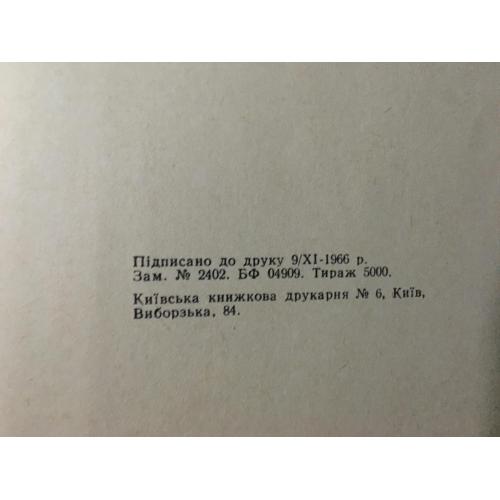 Підписано до друку 9/XI-1966 р.
Зам. № 2402. БФ 04909. Тираж 5000.
Київська книжкова друкарня № 6, Київ,
Виборзька, 84.